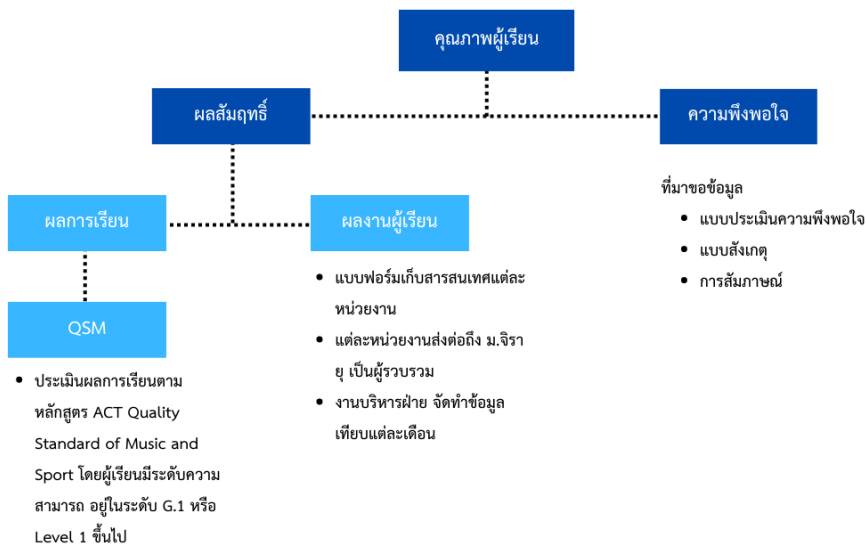 คุณภาพผู้เรียน
ผลสัมฤทธิ์
ความพึงพอใจ
ผลการเรียน
ผลงานผู้เรียน
QSM
• ประเมินผลการเรียนตาม
หลักสูตร ACT Quality
Standard of Music and
Sport โดยผู้เรียนมีระดับความ
สามารถ อยู่ในระดับ G.1 หรือ
Level 1 ขึ้นไป
• แบบฟอร์มเก็บสารสนเทศแต่ละ
หน่วยงาน
• แต่ละหน่วยงานส่งต่อถึง ม.จิรา
ยุ เป็นผู้รวบรวม
• งานบริหารฝ่าย จัดทำข้อมูล
เทียบแต่ละเดือน
ที่มาขอข้อมูล
• แบบประเมินความพึงพอใจ
• แบบสังเกตุ
• การสัมภาษณ์